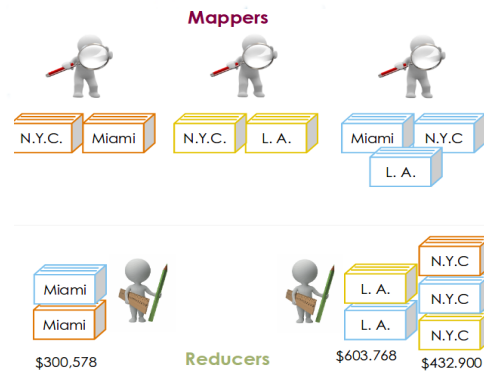 Mappers
N.Y.C. Miami N.Y.C. L. A. Miami N.Y.C
L. A.
N.Y.C
Miami L. A. N.Y.C
Miami L. A. N.Y.C
$300,578 Reducers $603.768 $432.900